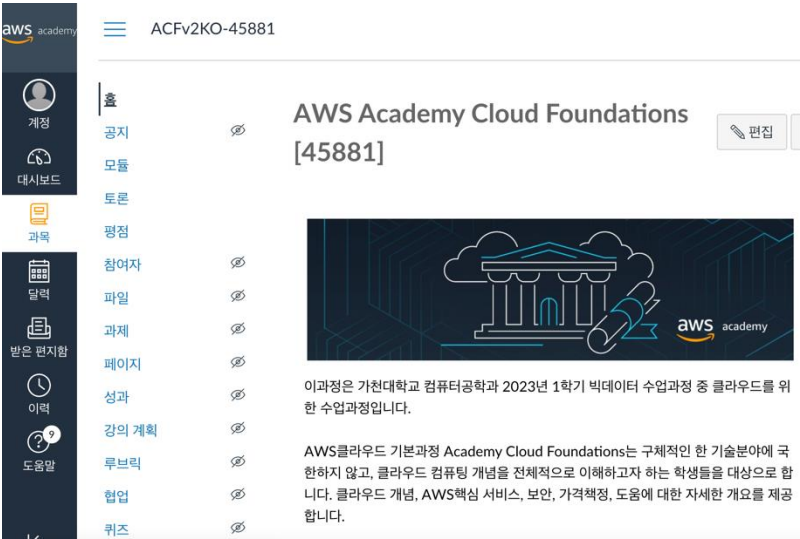 aws academy
ACFv2KO-45881
계정
대시보드
과목
달력
받은 편지함
이력
9
도움말
홈
공지
모듈
토론
평점
참여자
파일
과제
페이지
성과
강의 계획
루브릭
협업
퀴즈
AWS Academy Cloud Foundations
[45881]
편집
aws academy
이과정은 가천대학교 컴퓨터공학과 2023년 1학기 빅데이터 수업과정 중 클라우드를 위
한 수업과정입니다.
AWS클라우드 기본과정 Academy Cloud Foundations는 구체적인 한 기술분야에 국
한하지 않고, 클라우드 컴퓨팅 개념을 전체적으로 이해하고자 하는 학생들을 대상으로 합
니다. 클라우드 개념, AWS핵심 서비스, 보안, 가격책정, 도움에 대한 자세한 개요를 제공
합니다.